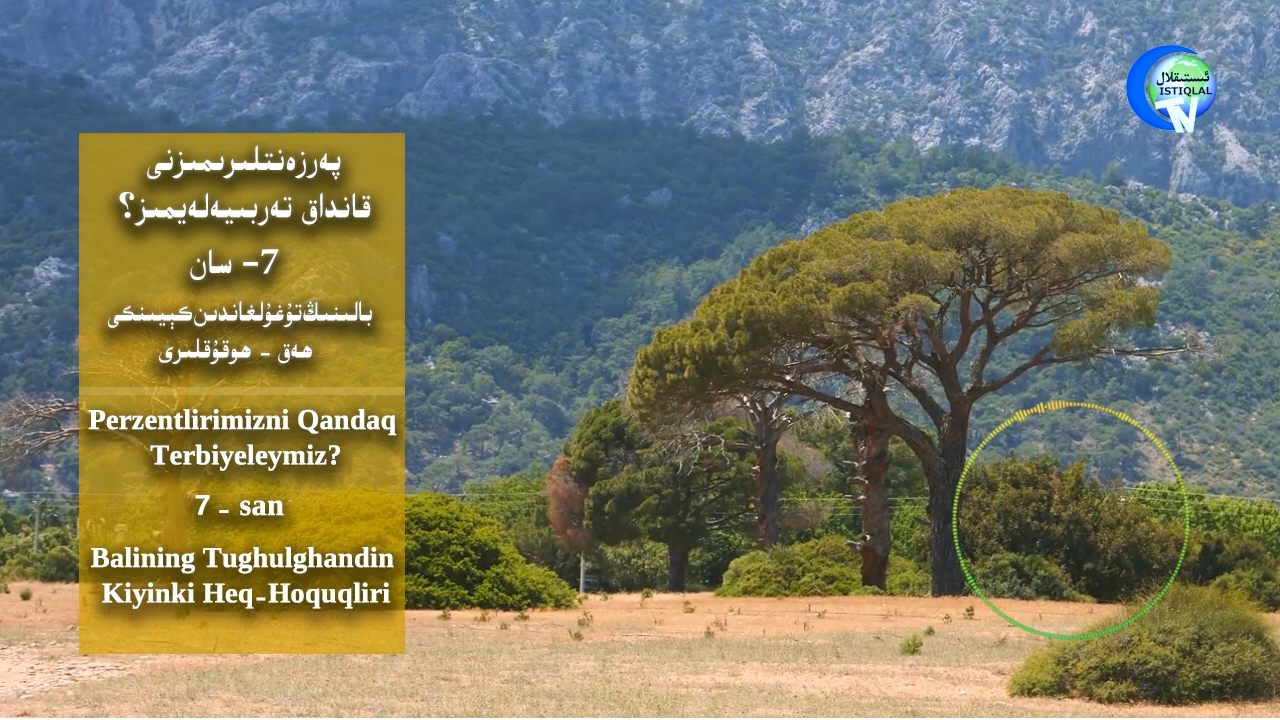 پەرزەنتلىرىمىزنى
قانداق تەربىيەلەيمىز؟
7- سان
بالىنىڭ تۇغۇلغاندىن كېيىنكى
ھەق - ھوقۇقلىرى
Perzentlirimizni Qandaq
Terbiyeleymiz?
7 - san
Balining Tughulghandin
Kiyinki Heq-Hoquqliri
ئىستىقلال
ISTIQLAL
TV